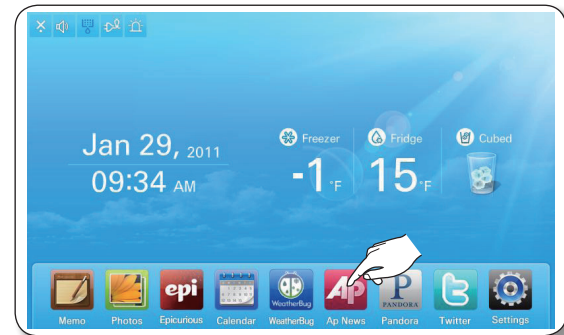 Jan 29, 2011
09:34 AM
Freezer
-1 °F
Fridge
15 °F
Cubed
epi
WeatherBug
Ap
P
PANDORA
Memo Photos Epicurious Calendar WeatherBug Ap News Pandora Twitter Settings